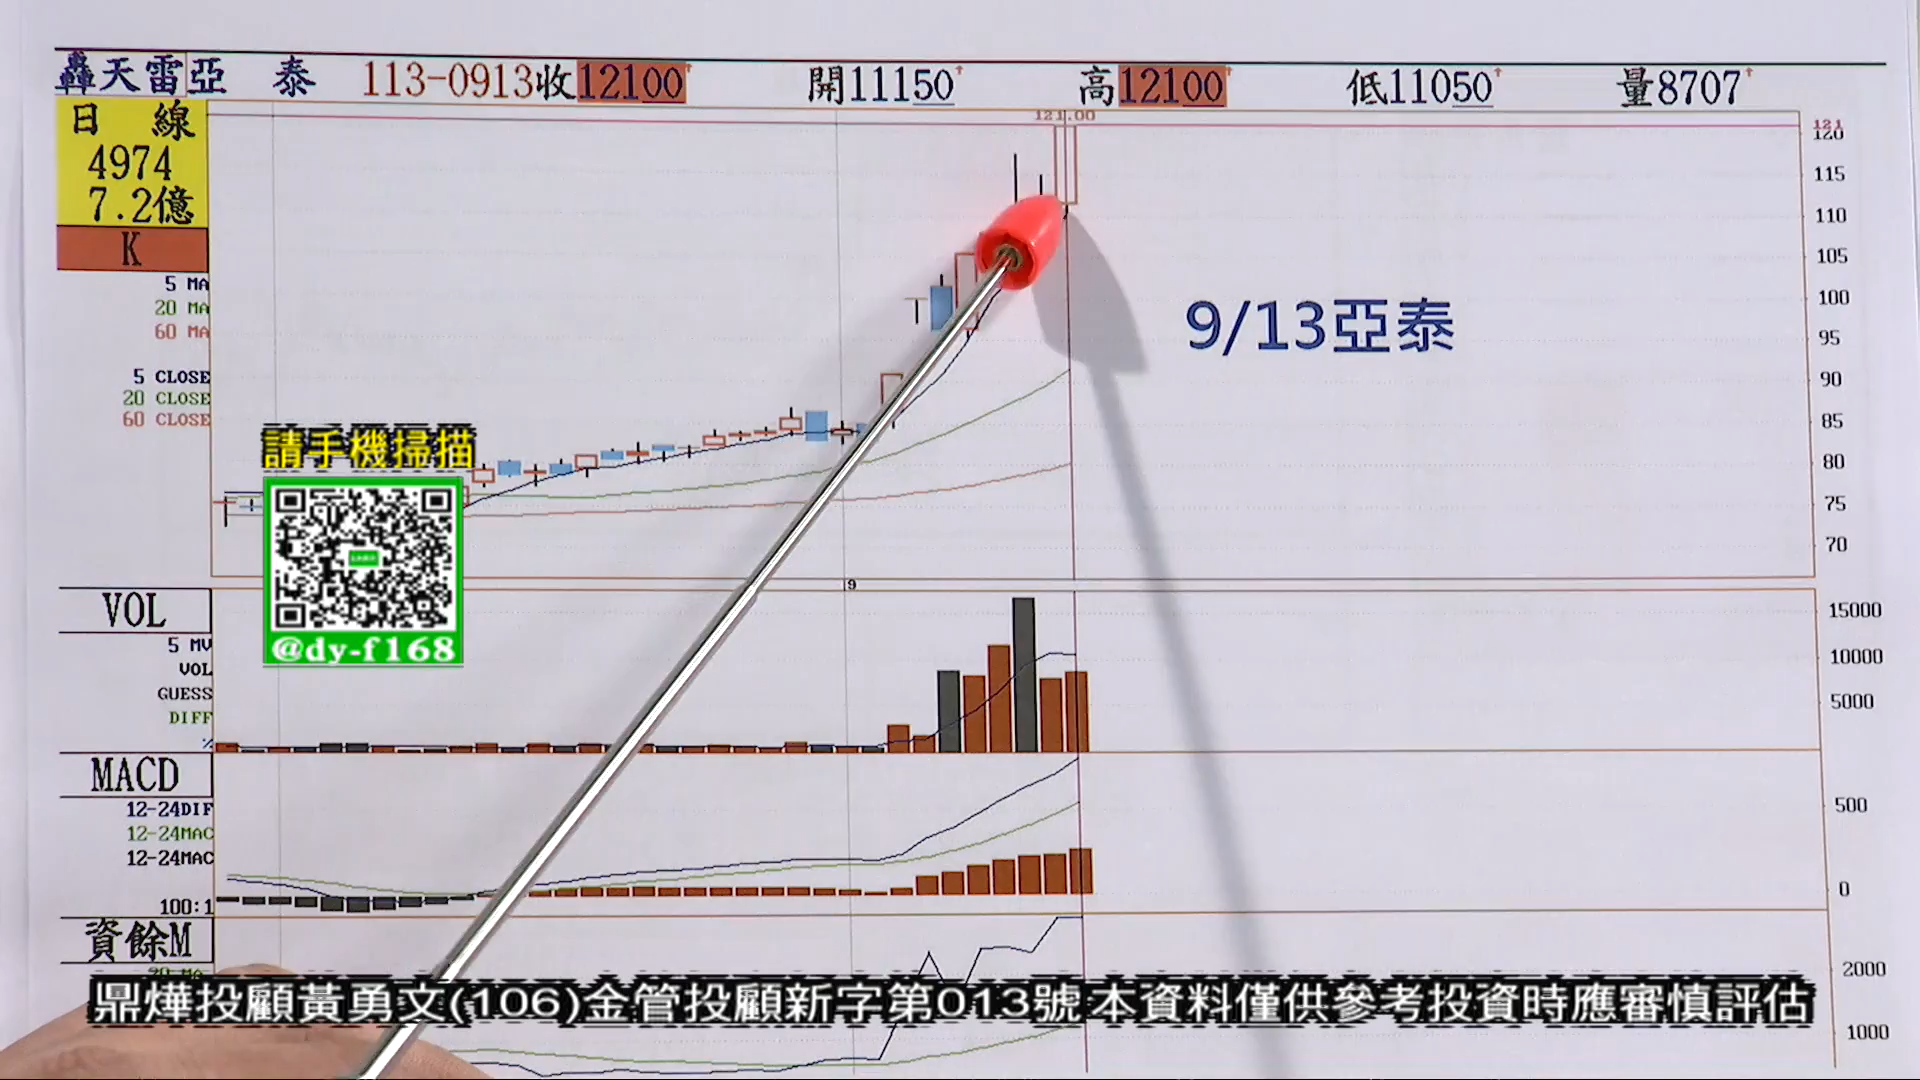 轟天雷亞 泰 113-0913收12100↑ 開11150↑ 高12100↑ 低11050↑ 量8707↑
日 線
4974
7.2億
K
5 MA
20 MA
60 MA
5 CLOSE
20 CLOSE
60 CLOSE
121.00
121
120
115
110
105
100
95
90
85
80
75
70
9/13亞泰
請手機掃描
@dy-f168
9
VOL
5 MV
VOL
GUESS
DIFF
%
15000
10000
5000
MACD
12-24DIF
12-24MAC
12-24MAC
100:1
500
0
資餘M
20 MA
2000
1000
鼎燁投顧黃勇文(106)金管投顧新字第013號 本資料僅供參考投資時應審慎評估